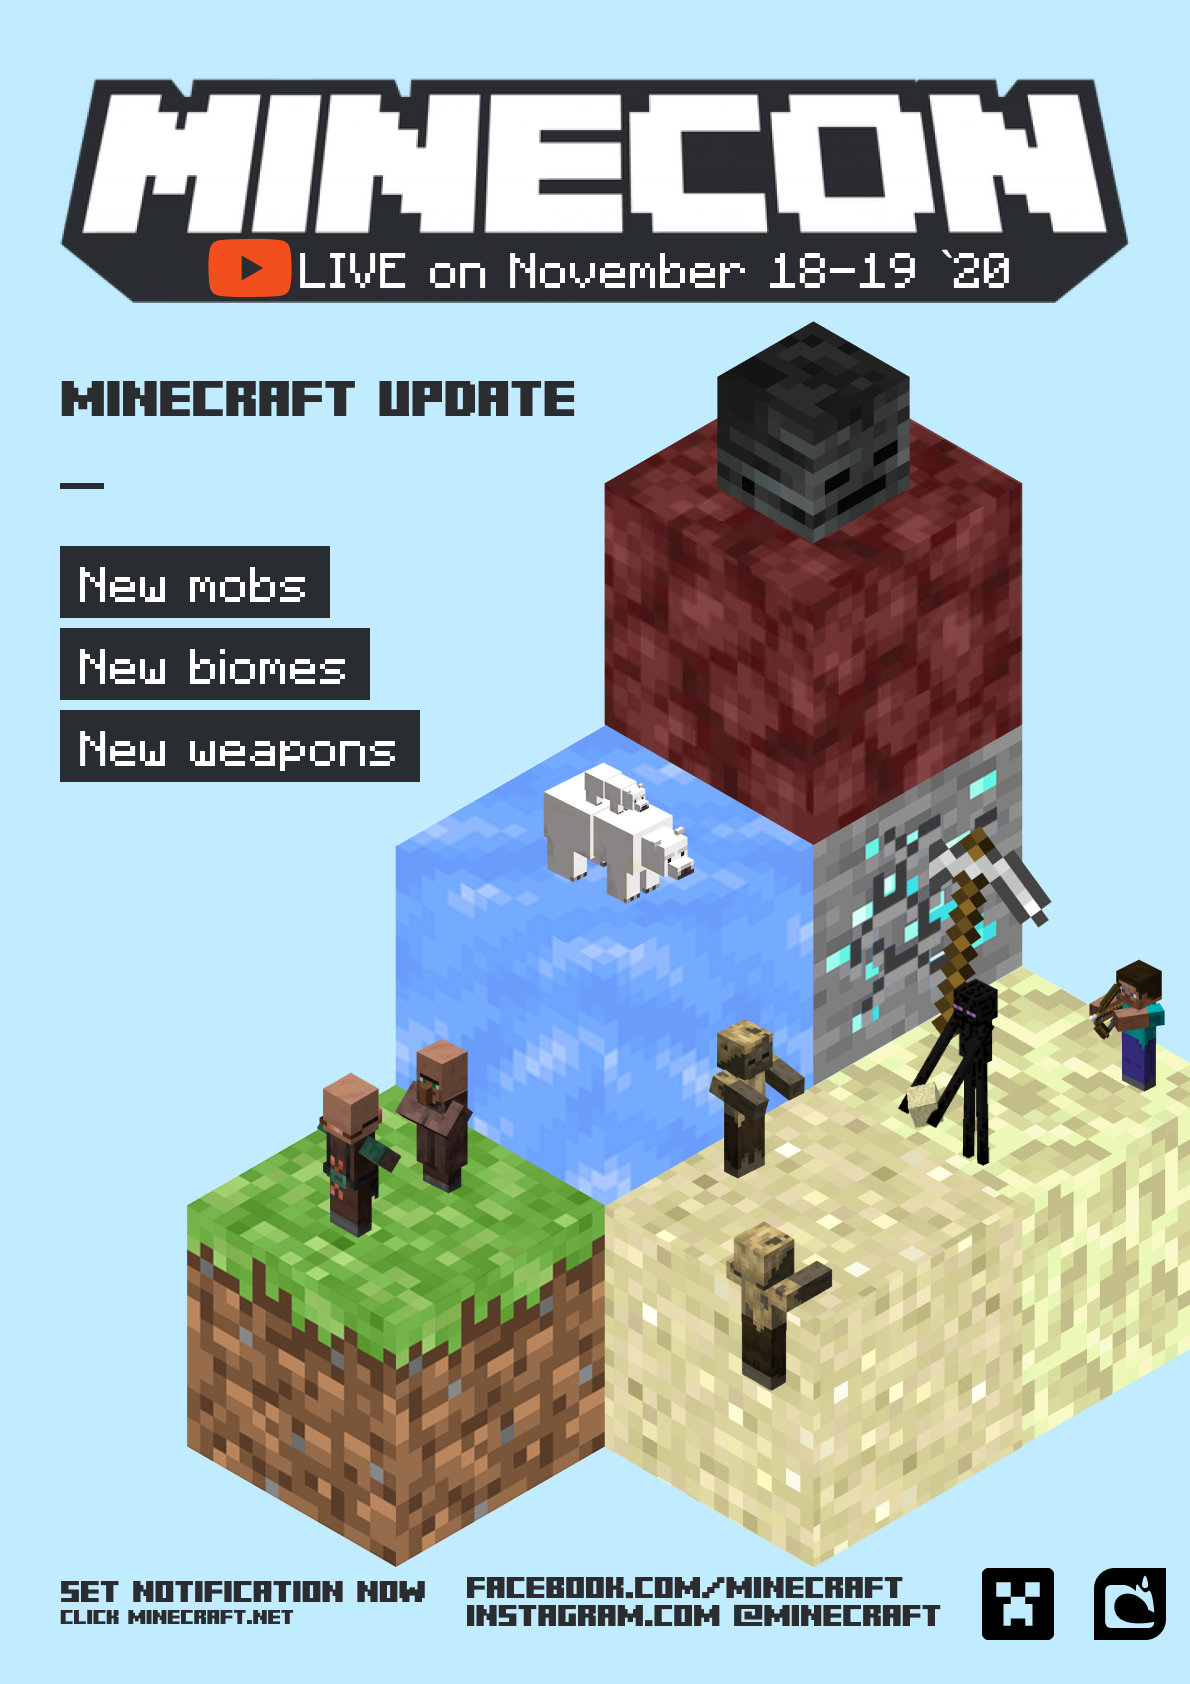 MINECON
LIVE on November 18-19 `20
MINECRAFT UPDATE
New mobs
New biomes
New weapons
SET NOTIFICATION NOW
CLICK MINECRAFT.NET
FACEBOOK.COM/MINECRAFT
INSTAGRAM.COM @MINECRAFT